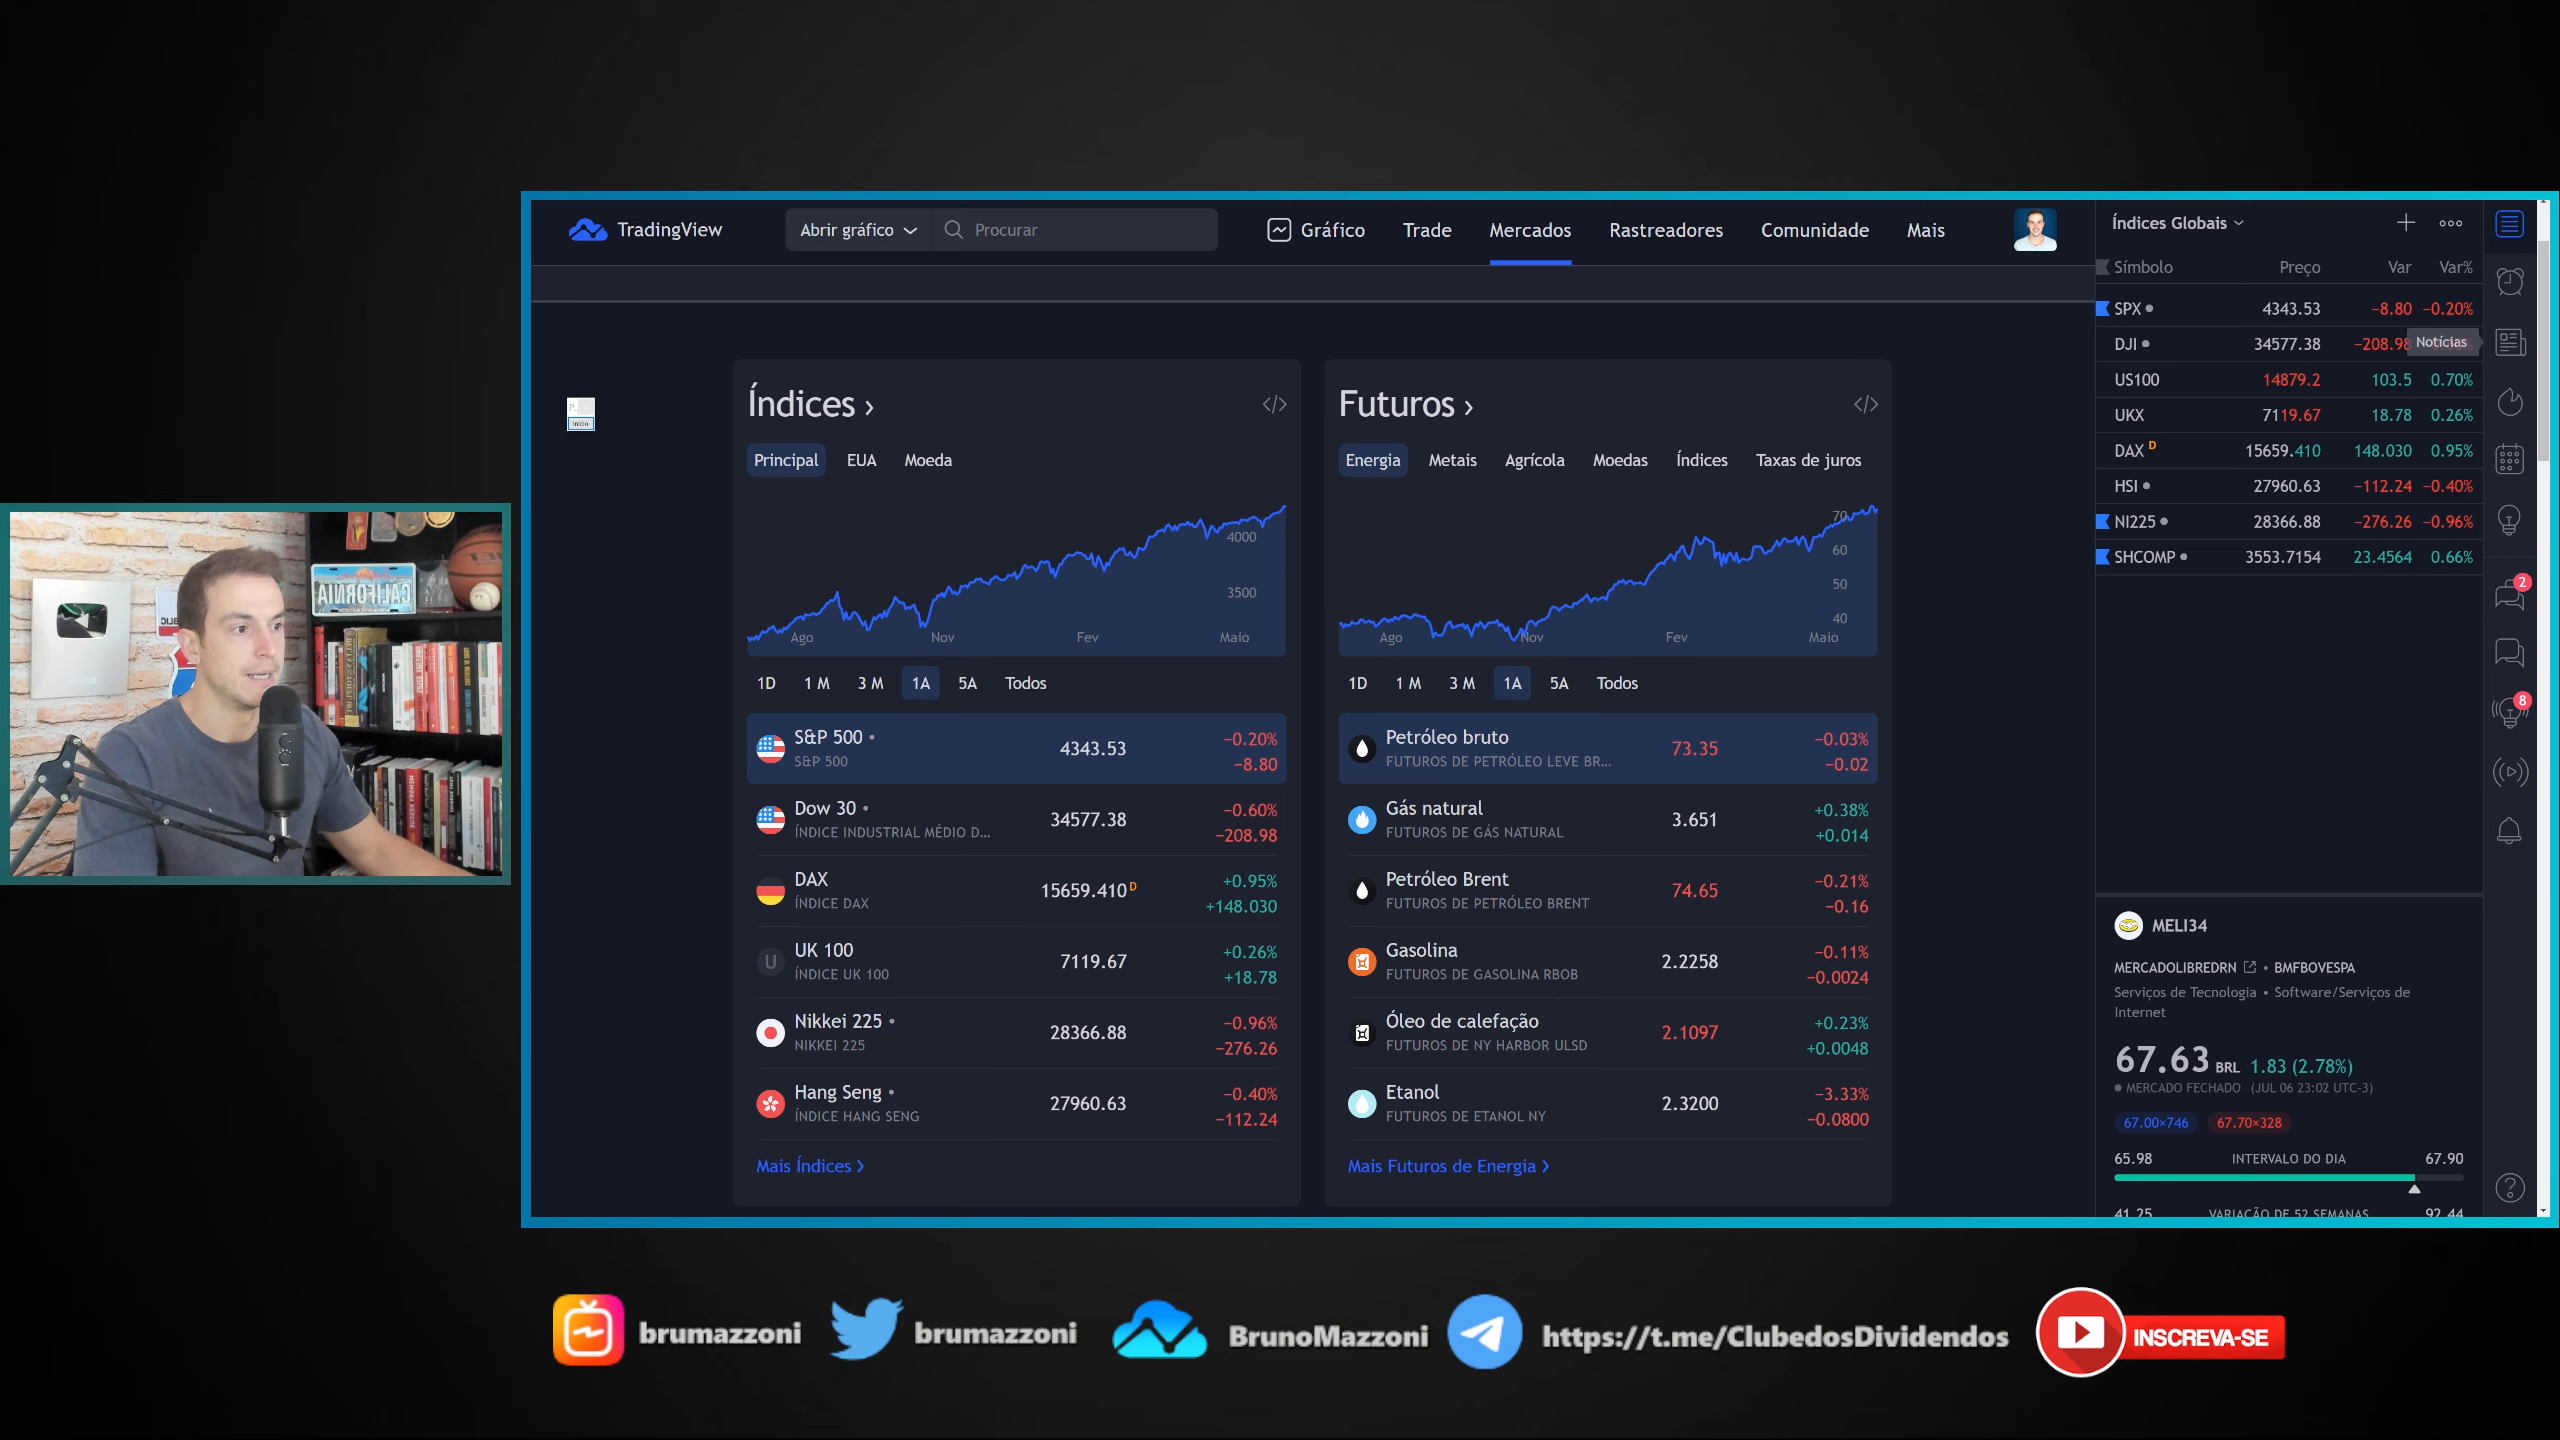 TradingView
Abrir gráfico
Procurar
Gráfico
Trade
Mercados
Rastreadores
Comunidade
Mais
Índices Globais
Símbolo Preço Var Var%
SPX 4343.53 −8.80 −0.20%
DJI 34577.38 −208.98
Notícias
US100 14879.2 103.5 0.70%
UKX 7119.67 18.78 0.26%
DAX D 15659.410 148.030 0.95%
HSI 27960.63 −112.24 −0.40%
NI225 28366.88 −276.26 −0.96%
SHCOMP 3553.7154 23.4564 0.66%
2
8
Índices ›
Principal EUA Moeda
4000
3500
Ago Nov Fev Maio
1D 1 M 3 M 1A 5A Todos
S&P 500 4343.53 −0.20%
S&P 500 −8.80
Dow 30 34577.38 −0.60%
ÍNDICE INDUSTRIAL MÉDIO D... −208.98
DAX 15659.410 D +0.95%
ÍNDICE DAX +148.030
U
UK 100 7119.67 +0.26%
ÍNDICE UK 100 +18.78
Nikkei 225 28366.88 −0.96%
NIKKEI 225 −276.26
Hang Seng 27960.63 −0.40%
ÍNDICE HANG SENG −112.24
Mais Índices ›
Futuros ›
Energia Metais Agrícola Moedas Índices Taxas de juros
70
60
50
40
Ago Nov Fev Maio
1D 1 M 3 M 1A 5A Todos
Petróleo bruto 73.35 −0.03%
FUTUROS DE PETRÓLEO LEVE BR... −0.02
Gás natural 3.651 +0.38%
FUTUROS DE GÁS NATURAL +0.014
Petróleo Brent 74.65 −0.21%
FUTUROS DE PETRÓLEO BRENT −0.16
Gasolina 2.2258 −0.11%
FUTUROS DE GASOLINA RBOB −0.0024
Óleo de calefação 2.1097 +0.23%
FUTUROS DE NY HARBOR ULSD +0.0048
Etanol 2.3200 −3.33%
FUTUROS DE ETANOL NY −0.0800
Mais Futuros de Energia ›
MELI34
MERCADOLIBREDRN • BMFBOVESPA
Serviços de Tecnologia • Software/Serviços de
Internet
67.63 BRL 1.83 (2.78%)
MERCADO FECHADO (JUL 06 23:02 UTC-3)
67.00×746 67.70×328
65.98 INTERVALO DO DIA 67.90
41.25 VARIAÇÃO DE 52 SEMANAS 92.44
CALIFORNIA
brumazzoni
brumazzoni
BrunoMazzoni
https://t.me/ClubedosDividendos
INSCREVA-SE